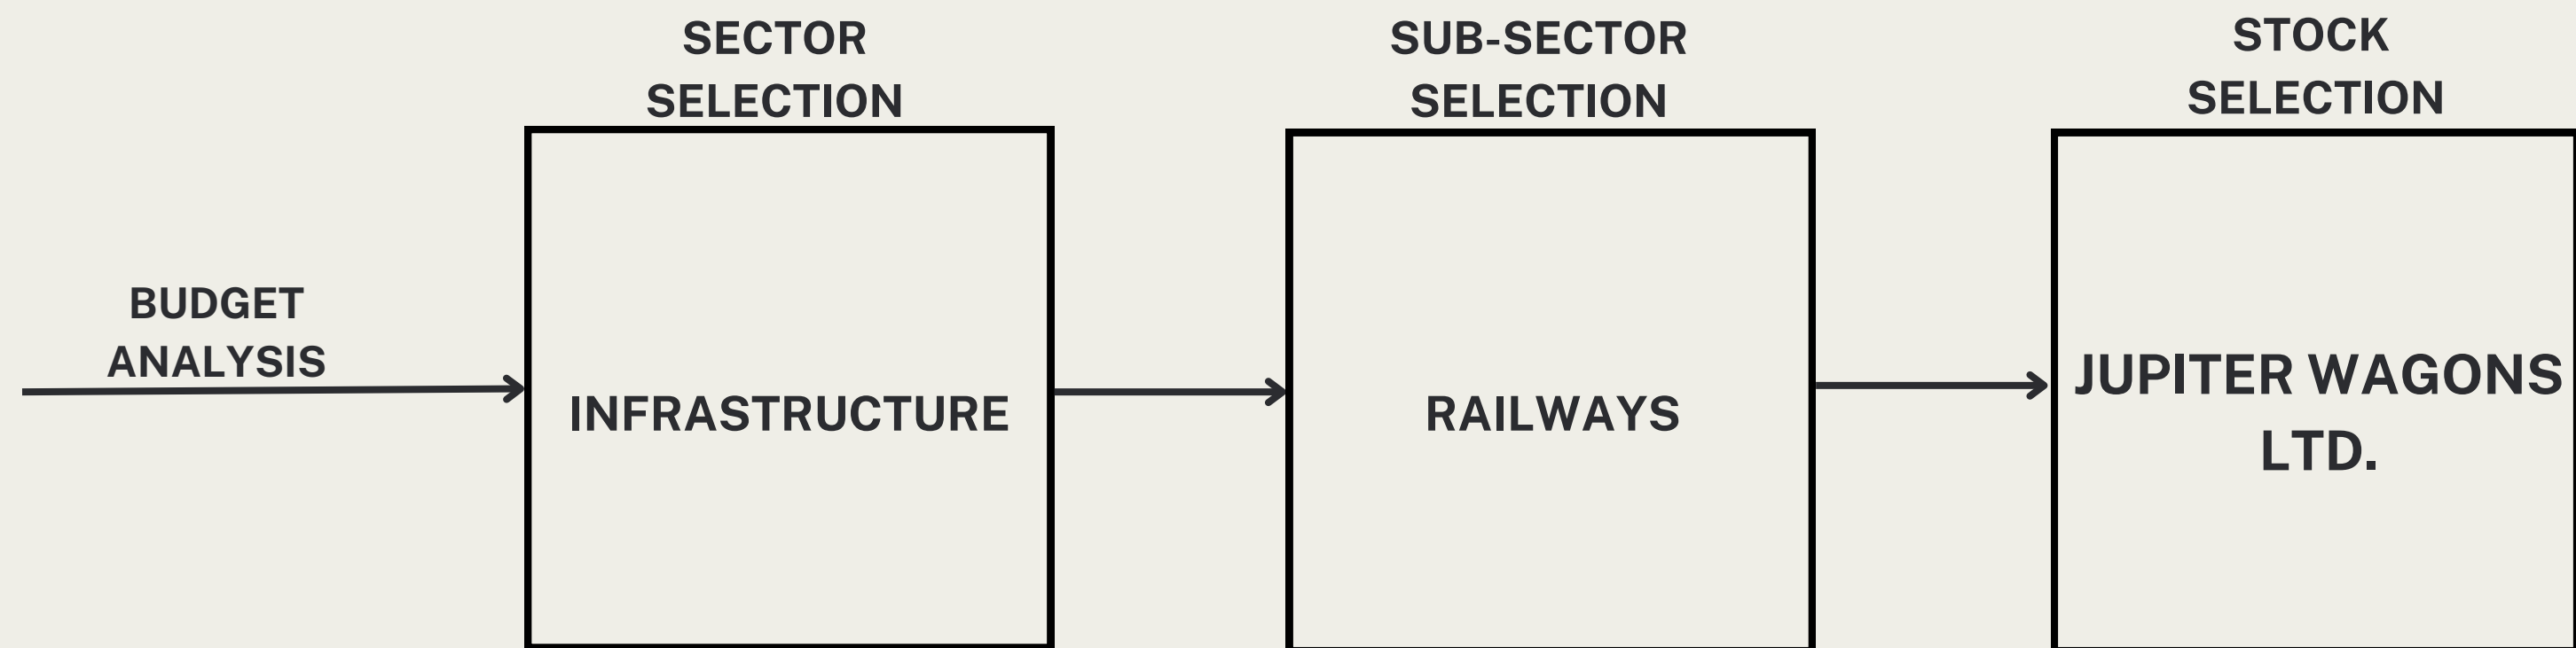 BUDGET
ANALYSIS
SECTOR
SELECTION
INFRASTRUCTURE
SUB-SECTOR
SELECTION
RAILWAYS
STOCK
SELECTION
JUPITER WAGONS
LTD.